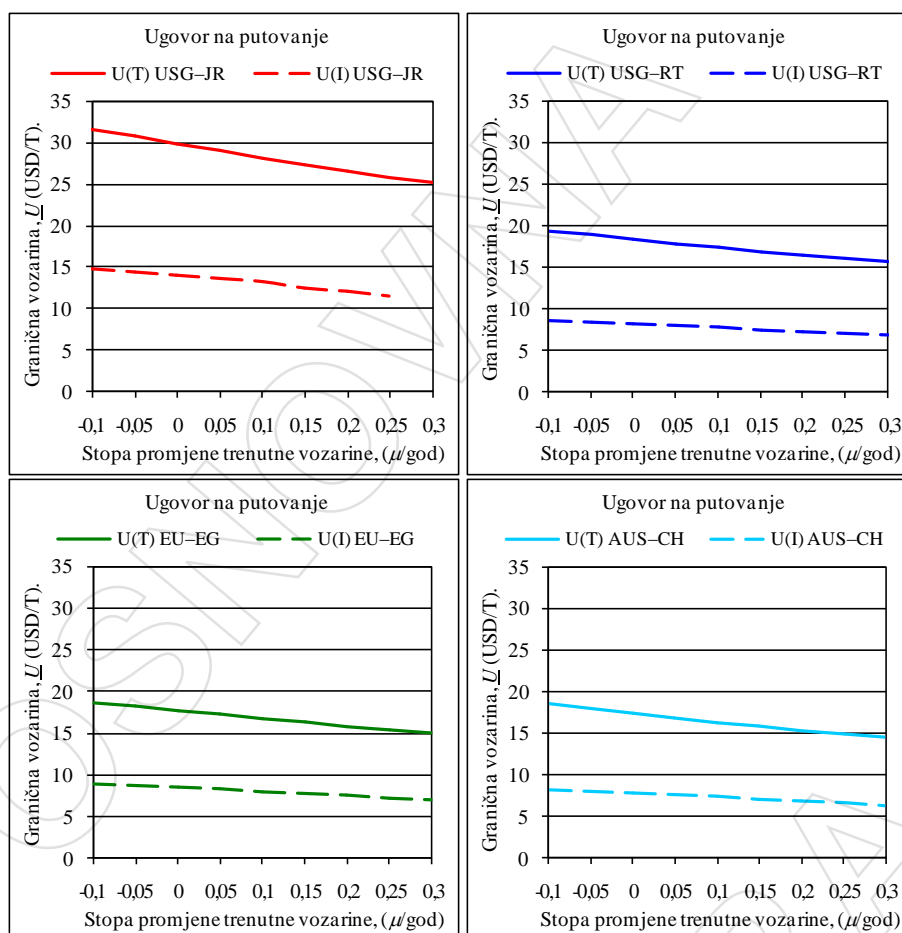 Ugovor na putovanje
U(T) USG–JR U(I) USG–JR
Granična vozarina, U (USD/T).
35
30
25
20
15
10
5
0
-0,1 -0,05 0 0,05 0,1 0,15 0,2 0,25 0,3
Stopa promjene trenutne vozarine, (μ/god)
Ugovor na putovanje
U(T) USG–RT U(I) USG–RT
Granična vozarina, U (USD/T).
35
30
25
20
15
10
5
0
-0,1 -0,05 0 0,05 0,1 0,15 0,2 0,25 0,3
Stopa promjene trenutne vozarine, (μ/god)
Ugovor na putovanje
U(T) EU–EG U(I) EU–EG
Granična vozarina, U (USD/T).
35
30
25
20
15
10
5
0
-0,1 -0,05 0 0,05 0,1 0,15 0,2 0,25 0,3
Stopa promjene trenutne vozarine, (μ/god)
Ugovor na putovanje
U(T) AUS–CH U(I) AUS–CH
Granična vozarina, U (USD/T).
35
30
25
20
15
10
5
0
-0,1 -0,05 0 0,05 0,1 0,15 0,2 0,25 0,3
Stopa promjene trenutne vozarine, (μ/god)
OSNOVNA